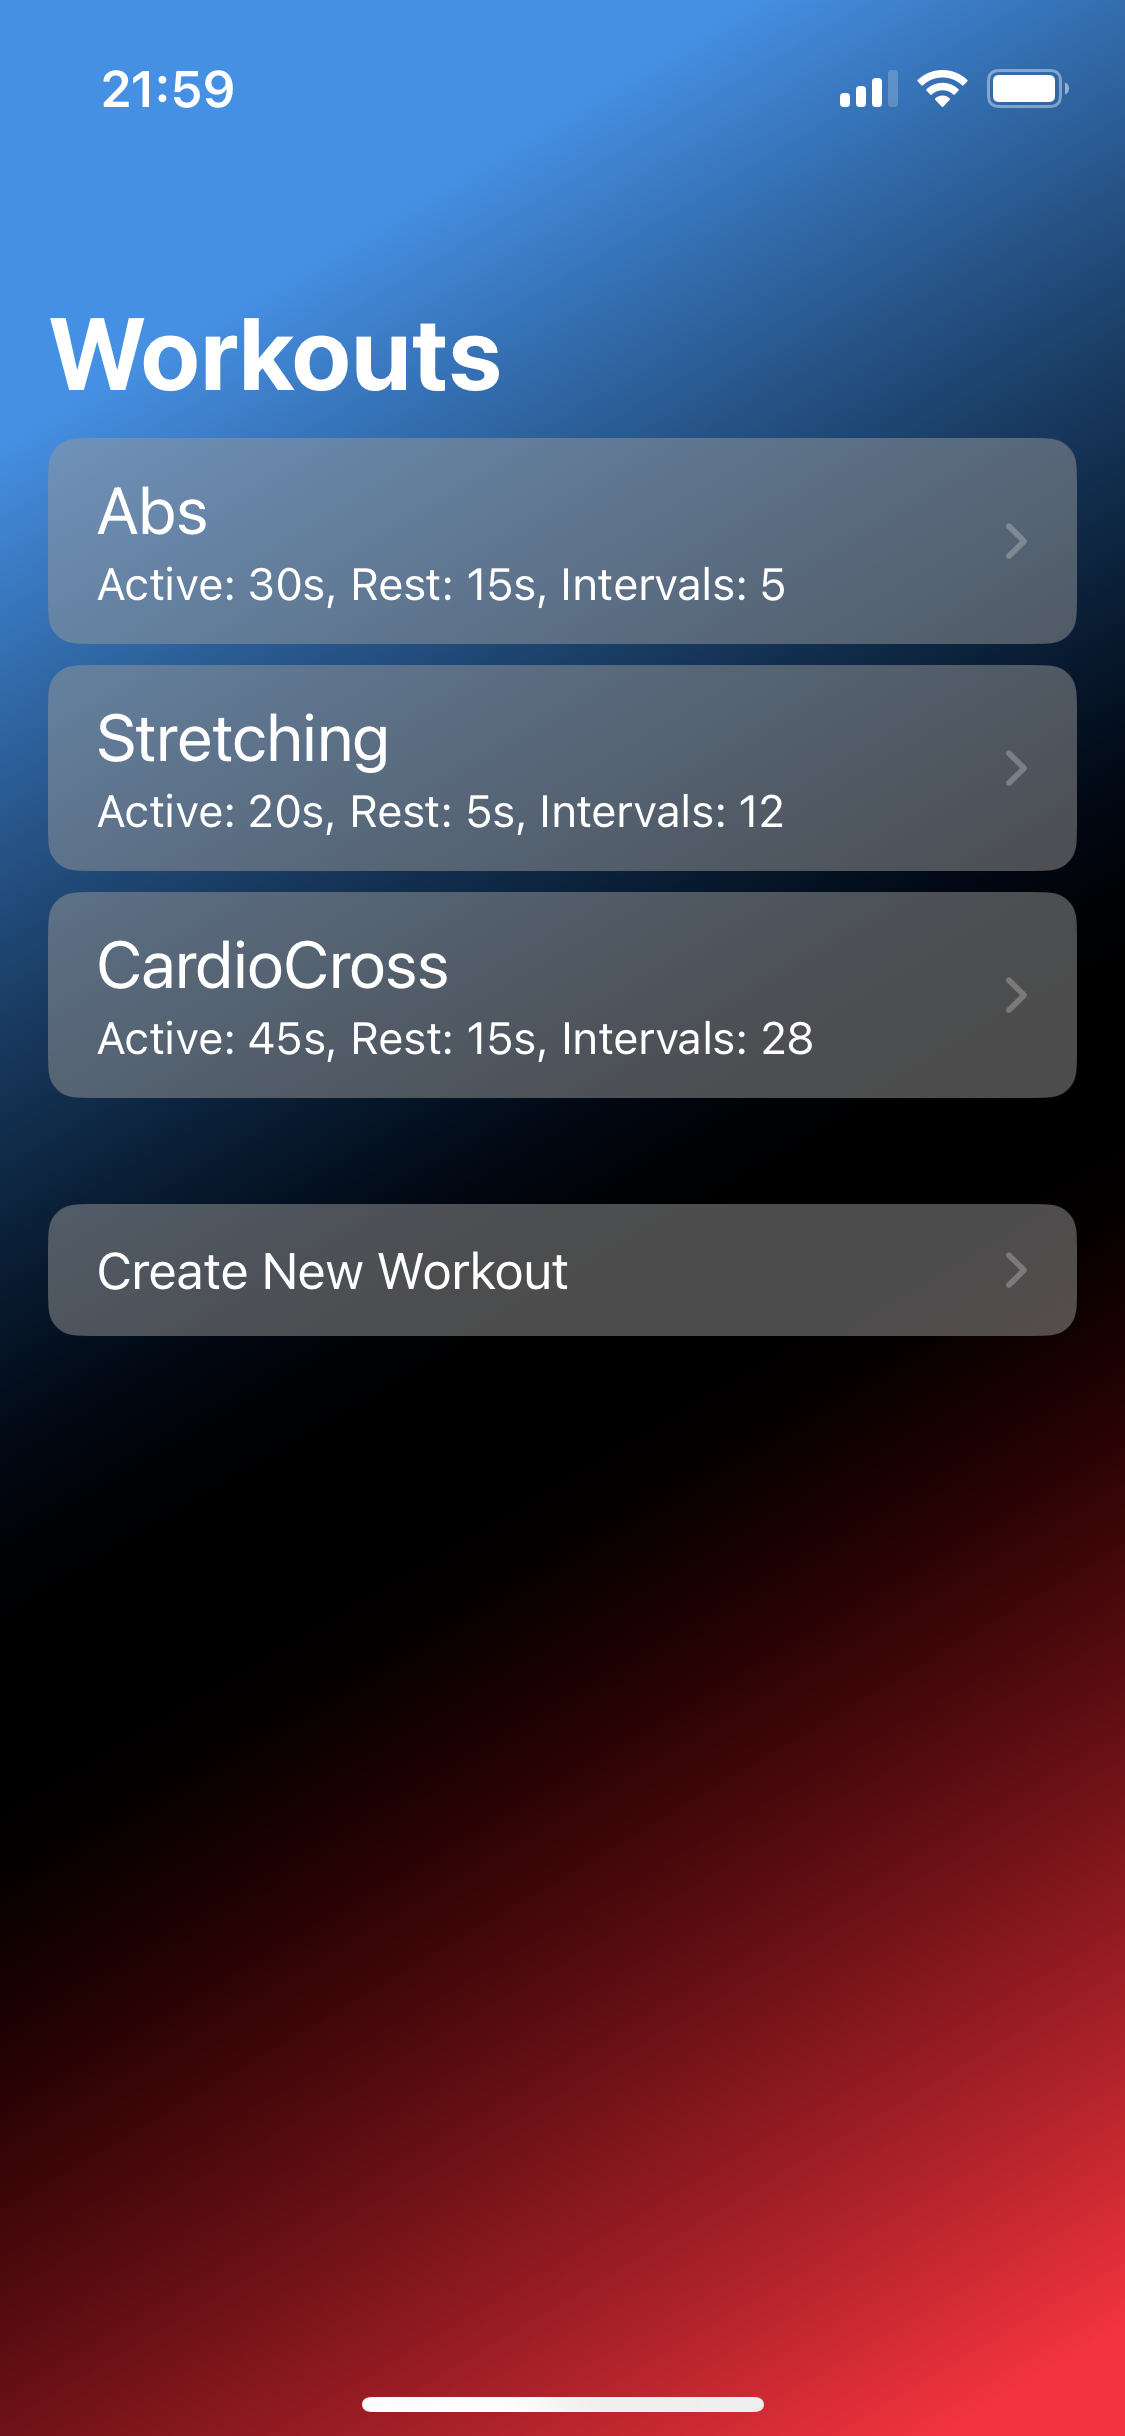 21:59
Workouts
Abs
Active: 30s, Rest: 15s, Intervals: 5
Stretching
Active: 20s, Rest: 5s, Intervals: 12
CardioCross
Active: 45s, Rest: 15s, Intervals: 28
Create New Workout